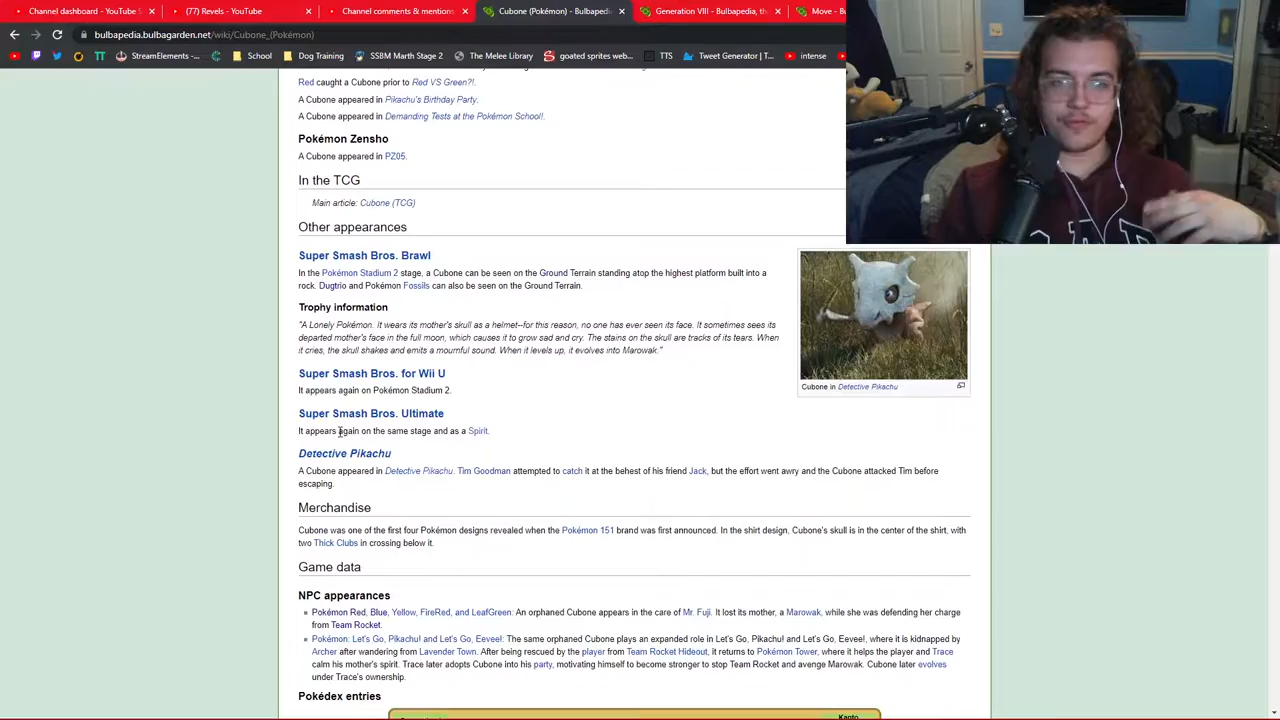 Channel dashboard - YouTube S
(77) Revels - YouTube
Channel comments & mentions
Cubone (Pokémon) - Bulbapedia
Generation VIII - Bulbapedia, the
Move - Bulb
bulbapedia.bulbagarden.net/wiki/Cubone_(Pokémon)
StreamElements -...
School
Dog Training
SSBM Marth Stage 2
The Melee Library
goated sprites web...
TTS
Tweet Generator | T...
intense
Red caught a Cubone prior to Red VS Green?!.
A Cubone appeared in Pikachu's Birthday Party.
A Cubone appeared in Demanding Tests at the Pokémon School!.
Pokémon Zensho
A Cubone appeared in PZ05.
In the TCG
Main article: Cubone (TCG)
Other appearances
Super Smash Bros. Brawl
In the Pokémon Stadium 2 stage, a Cubone can be seen on the Ground Terrain standing atop the highest platform built into a
rock. Dugtrio and Pokémon Fossils can also be seen on the Ground Terrain.
Trophy information
"A Lonely Pokémon. It wears its mother's skull as a helmet--for this reason, no one has ever seen its face. It sometimes sees its
departed mother's face in the full moon, which causes it to grow sad and cry. The stains on the skull are tracks of its tears. When
it cries, the skull shakes and emits a mournful sound. When it levels up, it evolves into Marowak."
Cubone in Detective Pikachu
Super Smash Bros. for Wii U
It appears again on Pokémon Stadium 2.
Super Smash Bros. Ultimate
It appears again on the same stage and as a Spirit.
Detective Pikachu
A Cubone appeared in Detective Pikachu. Tim Goodman attempted to catch it at the behest of his friend Jack, but the effort went awry and the Cubone attacked Tim before
escaping.
Merchandise
Cubone was one of the first four Pokémon designs revealed when the Pokémon 151 brand was first announced. In the shirt design, Cubone's skull is in the center of the shirt, with
two Thick Clubs in crossing below it.
Game data
NPC appearances
Pokémon Red, Blue, Yellow, FireRed, and LeafGreen: An orphaned Cubone appears in the care of Mr. Fuji. It lost its mother, a Marowak, while she was defending her charge
from Team Rocket.
Pokémon: Let's Go, Pikachu! and Let's Go, Eevee!: The same orphaned Cubone plays an expanded role in Let's Go, Pikachu! and Let's Go, Eevee!, where it is kidnapped by
Archer after wandering from Lavender Town. After being rescued by the player from Team Rocket Hideout, it returns to Pokémon Tower, where it helps the player and Trace
calm his mother's spirit. Trace later adopts Cubone into his party, motivating himself to become stronger to stop Team Rocket and avenge Marowak. Cubone later evolves
under Trace's ownership.
Pokédex entries
Kanto